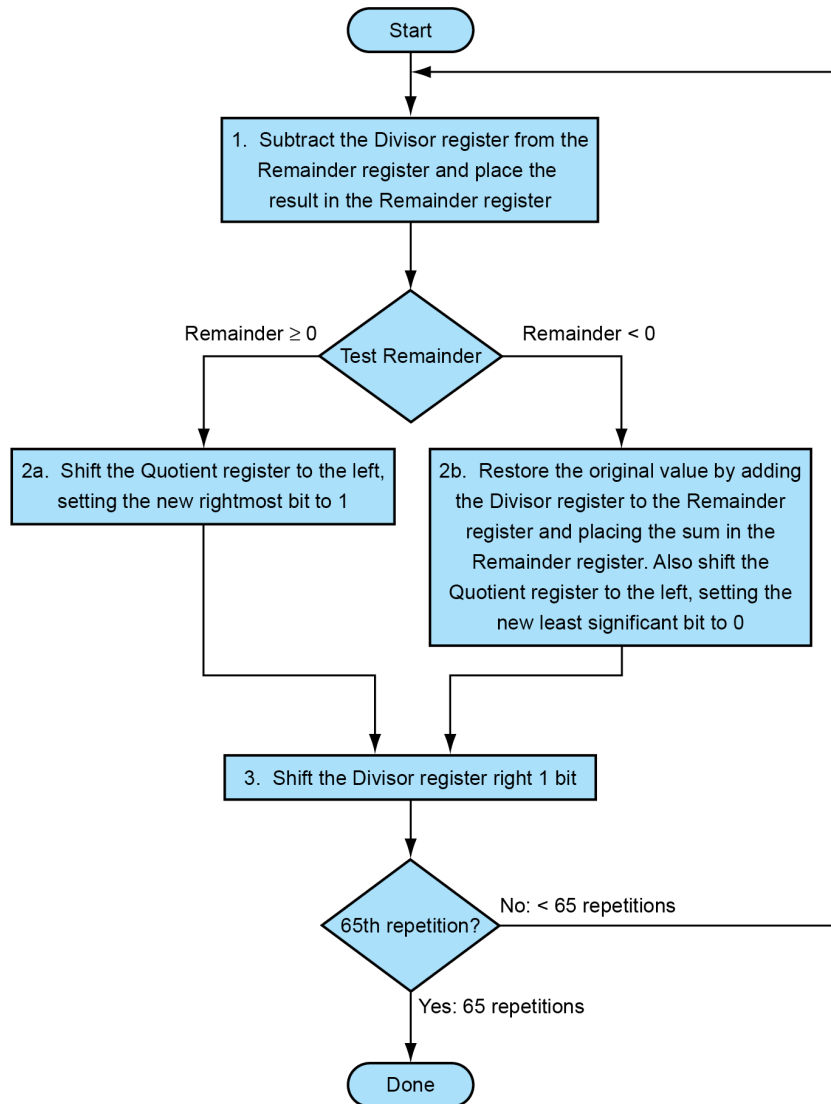 Start
1. Subtract the Divisor register from the
Remainder register and place the
result in the Remainder register
Test Remainder
Remainder ≥ 0
Remainder < 0
2a. Shift the Quotient register to the left,
setting the new rightmost bit to 1
2b. Restore the original value by adding
the Divisor register to the Remainder
register and placing the sum in the
Remainder register. Also shift the
Quotient register to the left, setting the
new least significant bit to 0
3. Shift the Divisor register right 1 bit
65th repetition?
No: < 65 repetitions
Yes: 65 repetitions
Done